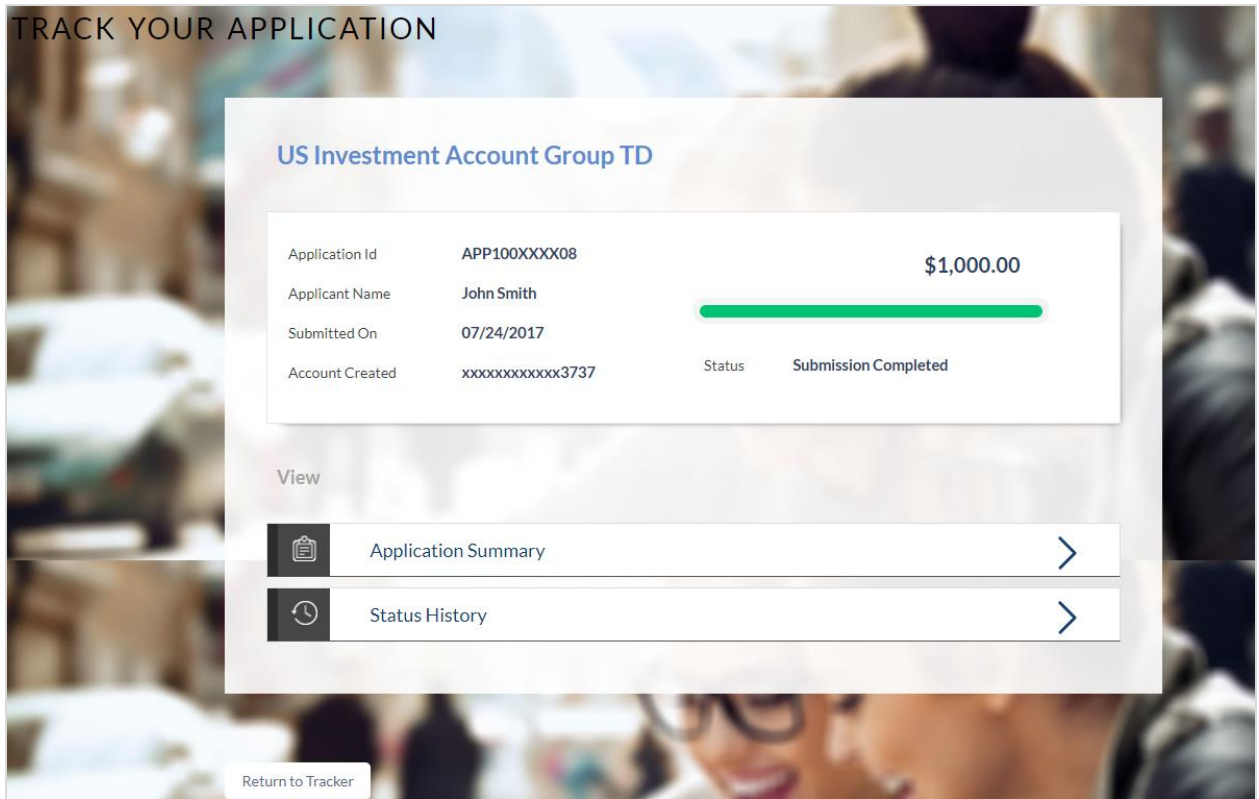 TRACK YOUR APPLICATION
US Investment Account Group TD
Application Id APP100XXXX08
Applicant Name John Smith
Submitted On 07/24/2017
Account Created xxxxxxxxxxxx3737
$1,000.00
Status Submission Completed
View
Application Summary
Status History
Return to Tracker